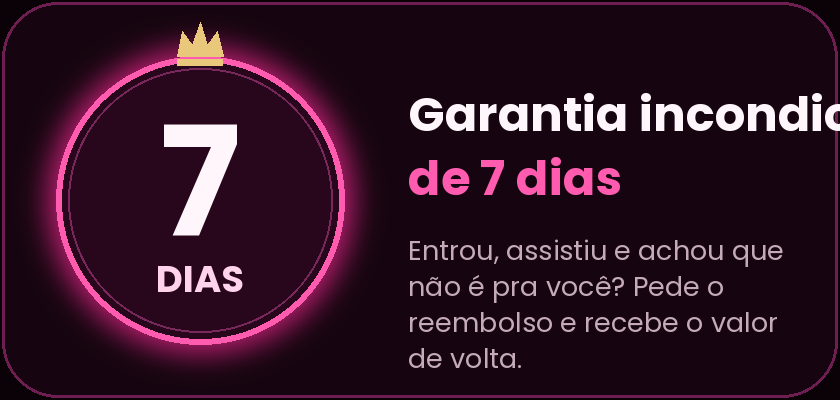 7
DIAS
Garantia
de 7 dias
Entrou, assistiu e achou que
não é pra você? Pede o
reembolso e recebe o valor
de volta.